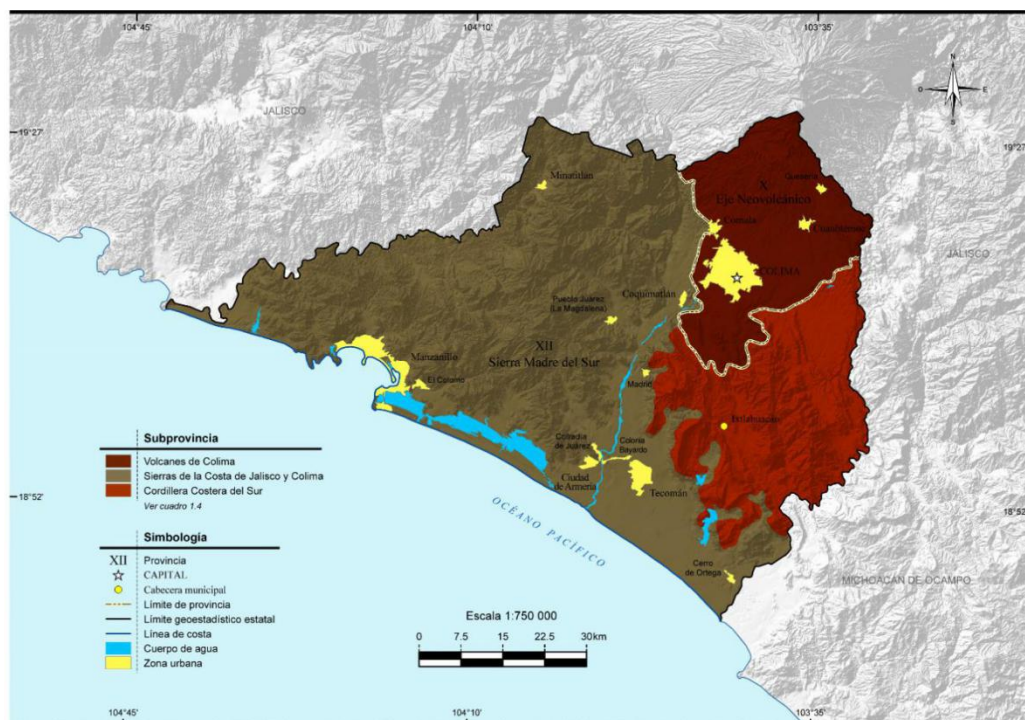 104°45'
104°10'
103°35'
N
O
E
S
JALISCO
19°27'
19°27'
Minatitlán
Queseria
X
Eje Neovolcánico
Comala
Cuauhtémoc
JALISCO
COLIMA
Coquimatlán
Pueblo Juárez
(La Magdalena)
XII
Sierra Madre del Sur
Manzanillo
El Colomo
Madrid
Ixtlahuacán
Cofradía
de Juárez
Colonia
Bayardo
Ciudad
de Armería
Tecomán
Subprovincia
Volcanes de Colima
Sierras de la Costa de Jalisco y Colima
Cordillera Costera del Sur
Ver cuadro 1.4
18°52'
18°52'
OCÉANO PACÍFICO
Cerro
de Ortega
MICHOACÁN DE OCAMPO
Simbología
XII Provincia
CAPITAL
Cabecera municipal
Límite de provincia
Límite geoestadístico estatal
Línea de costa
Cuerpo de agua
Zona urbana
Escala 1:750 000
0 7.5 15 22.5 30km
104°45'
104°10'
103°35'